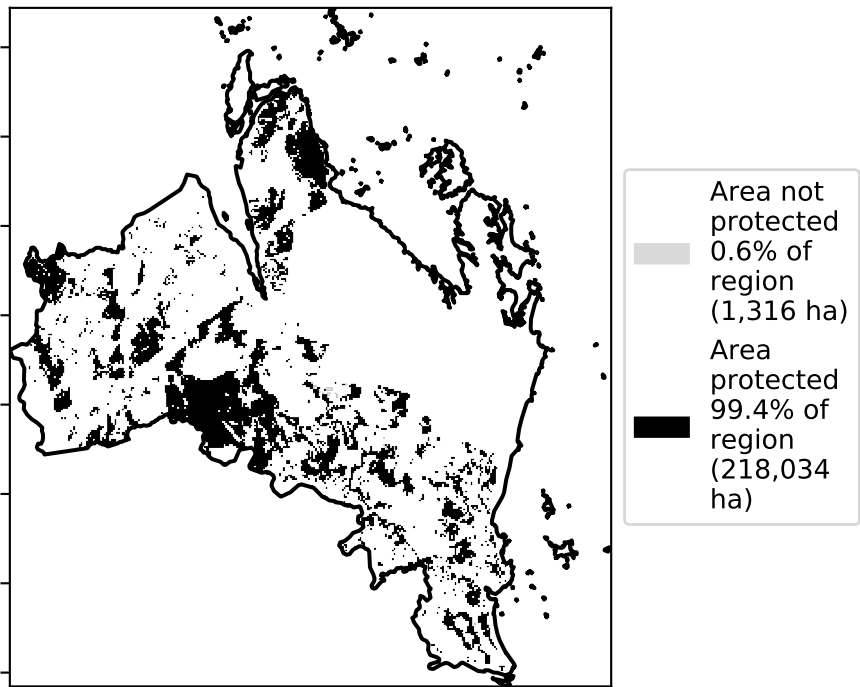 Area not
protected
0.6% of
region
(1,316 ha)
Area
protected
99.4% of
region
(218,034
ha)